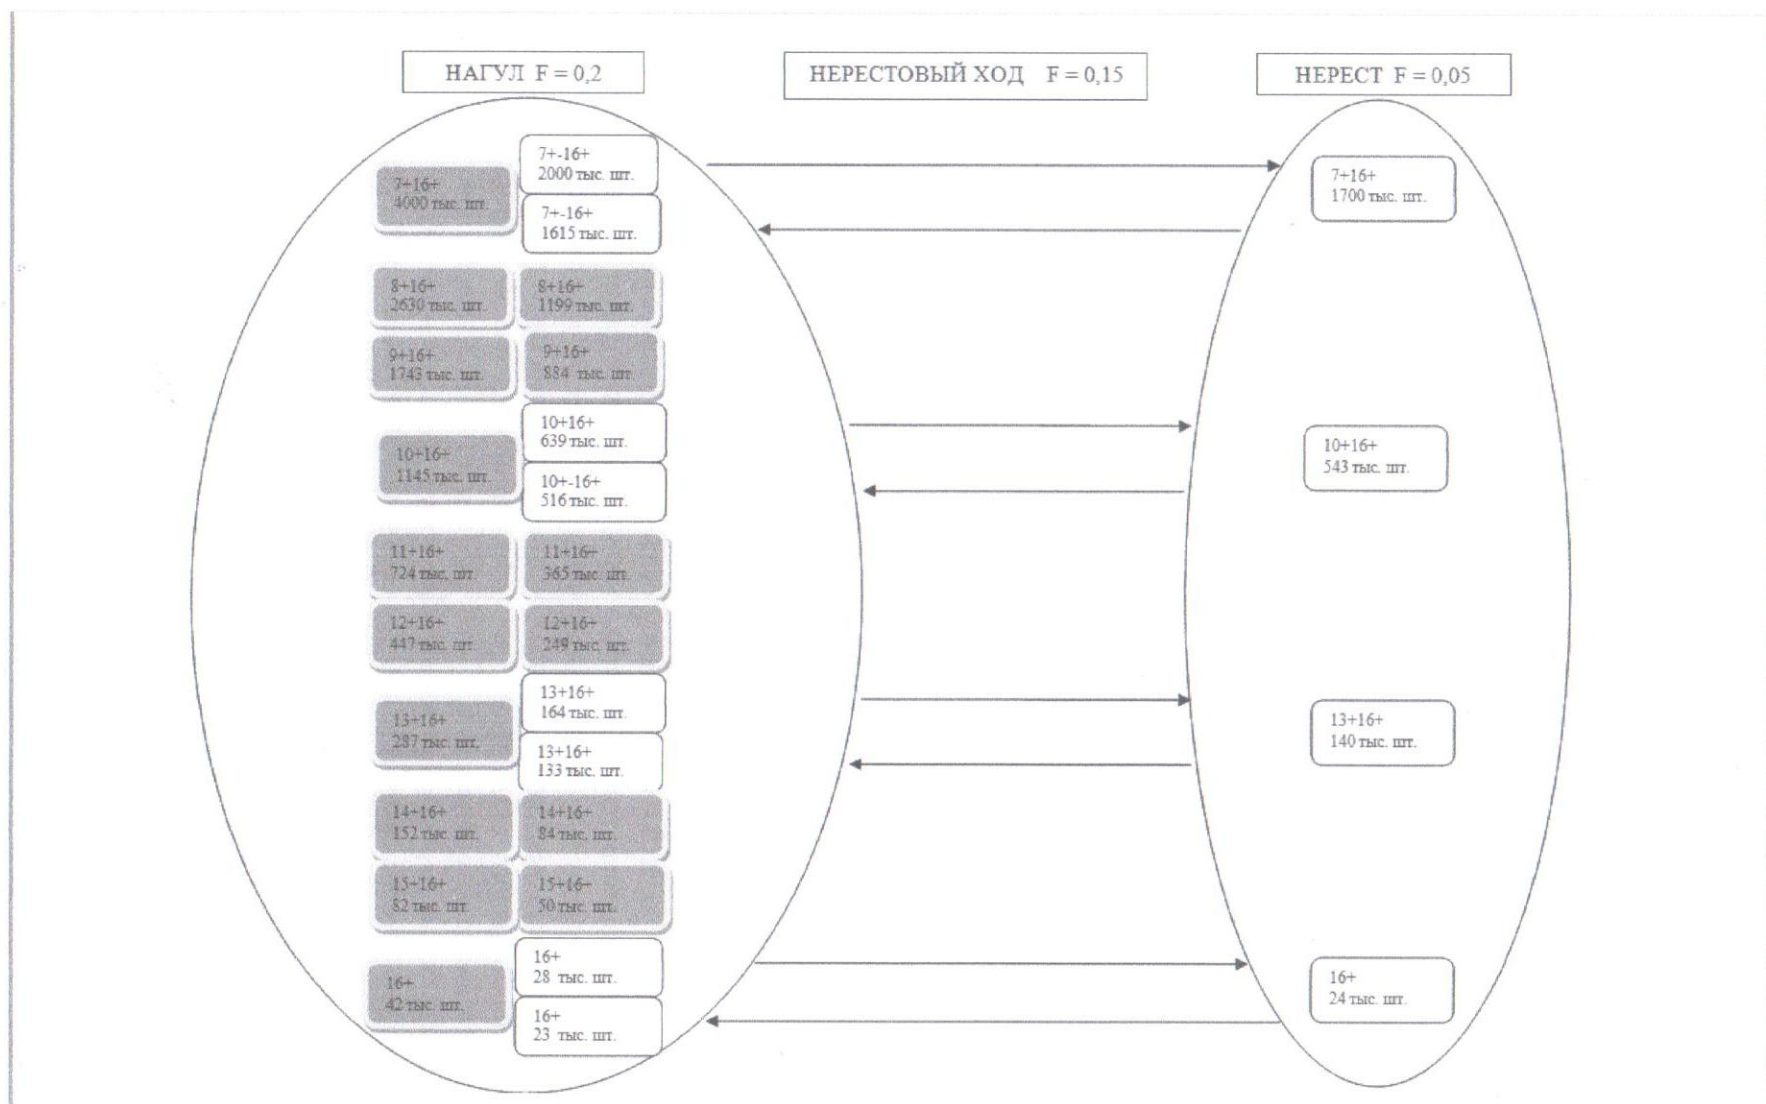 НАГУЛ F = 0,2
НЕРЕСТОВЫЙ ХОД F = 0,15
НЕРЕСТ F = 0,05
7+16+
4000 тыс. шт.
7+-16+
2000 тыс. шт.
7+-16+
1615 тыс. шт.
7+16+
1700 тыс. шт.
8+16+
2630 тыс. шт.
8+16+
1199 тыс. шт.
9+16+
1743 тыс. шт.
9+16+
884 тыс. шт.
10+16+
1145 тыс. шт.
10+16+
639 тыс. шт.
10+-16+
516 тыс. шт.
10+16+
543 тыс. шт.
11+16+
724 тыс. шт.
11+16+
365 тыс. шт.
12+16+
447 тыс. шт.
12+16+
249 тыс. шт.
13+16+
287 тыс. шт.
13+16+
164 тыс. шт.
13+16+
133 тыс. шт.
13+16+
140 тыс. шт.
14+16+
152 тыс. шт.
14+16+
84 тыс. шт.
15+16+
82 тыс. шт.
15+16+
50 тыс. шт.
16+
42 тыс. шт.
16+
28 тыс. шт.
16+
23 тыс. шт.
16+
24 тыс. шт.